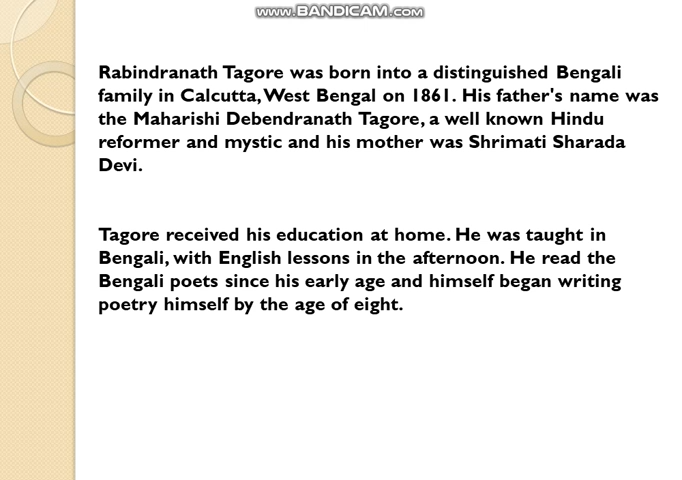 www.BANDICAM.com
Rabindranath Tagore was born into a distinguished Bengali
family in Calcutta, West Bengal on 1861. His father's name was
the Maharishi Debendranath Tagore, a well known Hindu
reformer and mystic and his mother was Shrimati Sharada
Devi.
Tagore received his education at home. He was taught in
Bengali, with English lessons in the afternoon. He read the
Bengali poets since his early age and himself began writing
poetry himself by the age of eight.